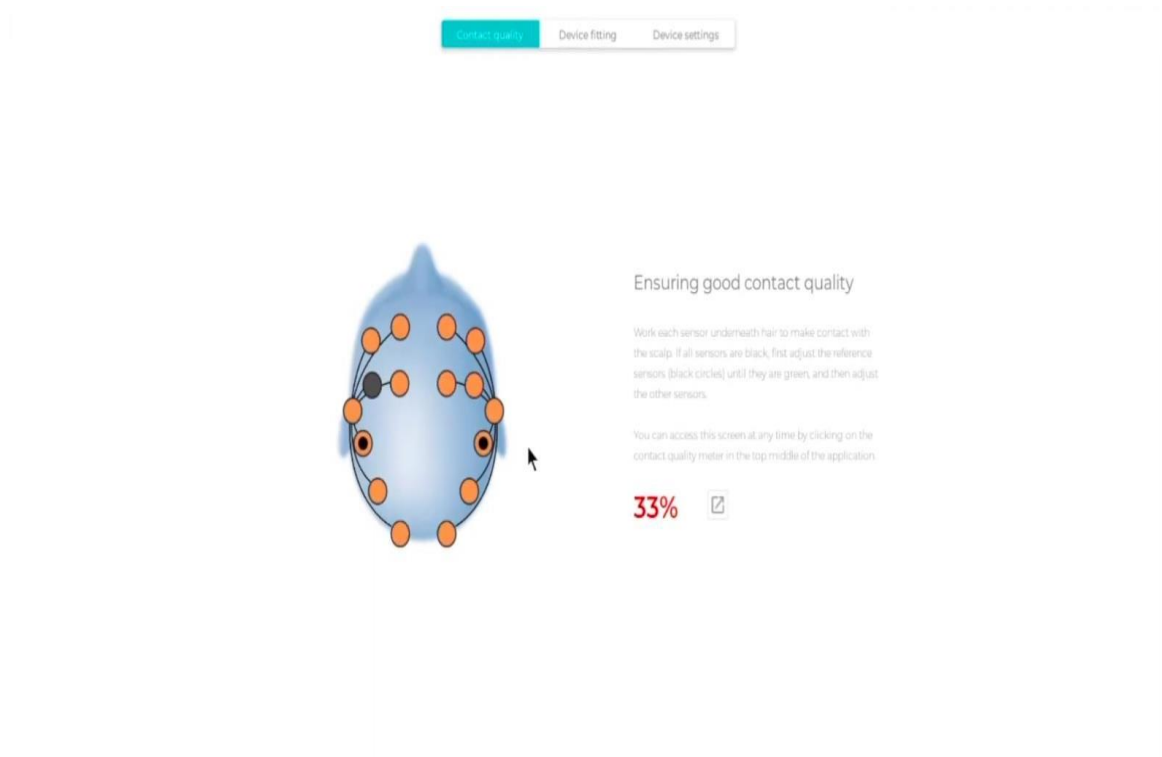 Contact quality
Device fitting
Device settings
Ensuring good contact quality
Work each sensor underneath hair to make contact with
the scalp. If all sensors are black, first adjust the reference
sensors (black circles) until they are green, and then adjust
the other sensors.
You can access this screen at any time by clicking on the
contact quality meter in the top middle of the application.
33%